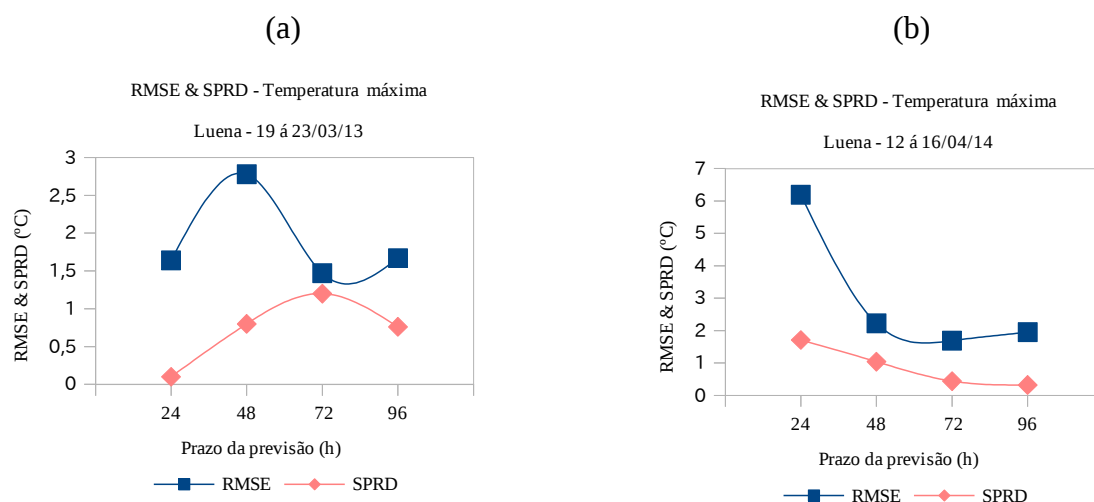 (a)
RMSE & SPRD - Temperatura máxima
Luena - 19 á 23/03/13
RMSE & SPRD (ºC)
3
2,5
2
1,5
1
0,5
0
24 48 72 96
Prazo da previsão (h)
RMSE SPRD
(b)
RMSE & SPRD - Temperatura máxima
Luena - 12 á 16/04/14
RMSE & SPRD (ºC)
7
6
5
4
3
2
1
0
24 48 72 96
Prazo da previsão (h)
RMSE SPRD